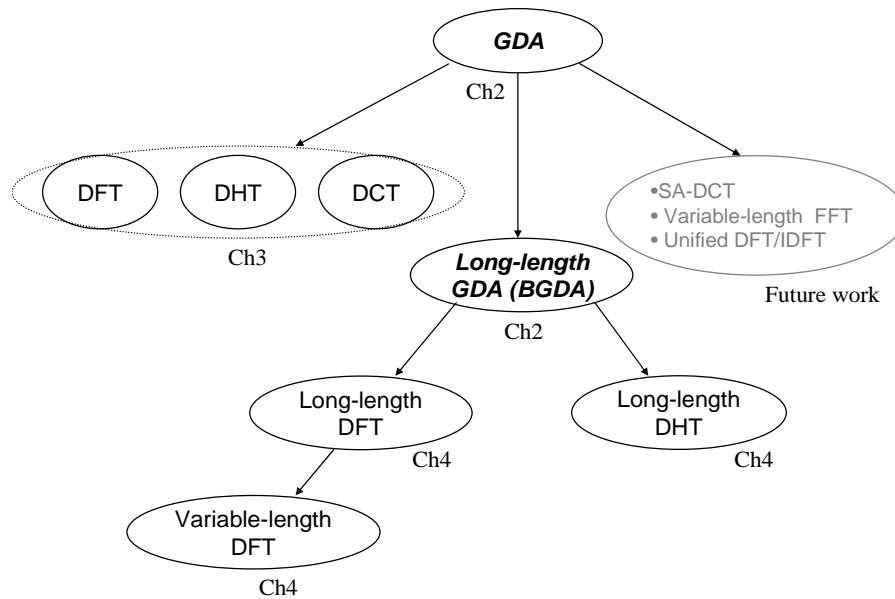 GDA
Ch2
DFT
DHT
DCT
Ch3
•SA-DCT
• Variable-length FFT
• Unified DFT/IDFT
Future work
Long-length
GDA (BGDA)
Ch2
Long-length
DFT
Ch4
Long-length
DHT
Ch4
Variable-length
DFT
Ch4